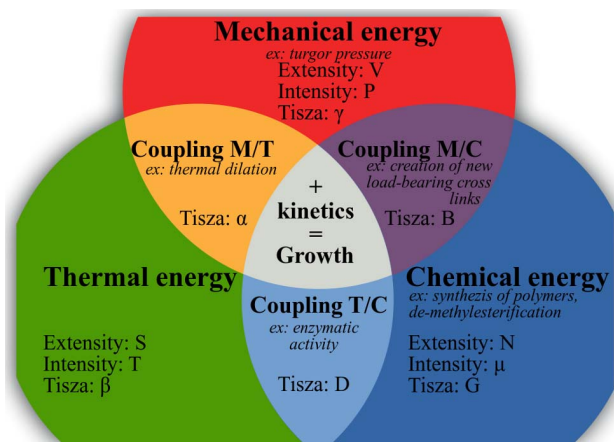 Mechanical energy
ex: turgor pressure
Extensity: V
Intensity: P
Tisza: γ
Coupling M/T
ex: thermal dilation
Tisza: α
Coupling M/C
ex: creation of new
load-bearing cross
links
Tisza: B
+
kinetics
=
Growth
Thermal energy
Extensity: S
Intensity: T
Tisza: β
Coupling T/C
ex: enzymatic
activity
Tisza: D
Chemical energy
ex: synthezis of polymers,
de-methylesterification
Extensity: N
Intensity: μ
Tisza: G